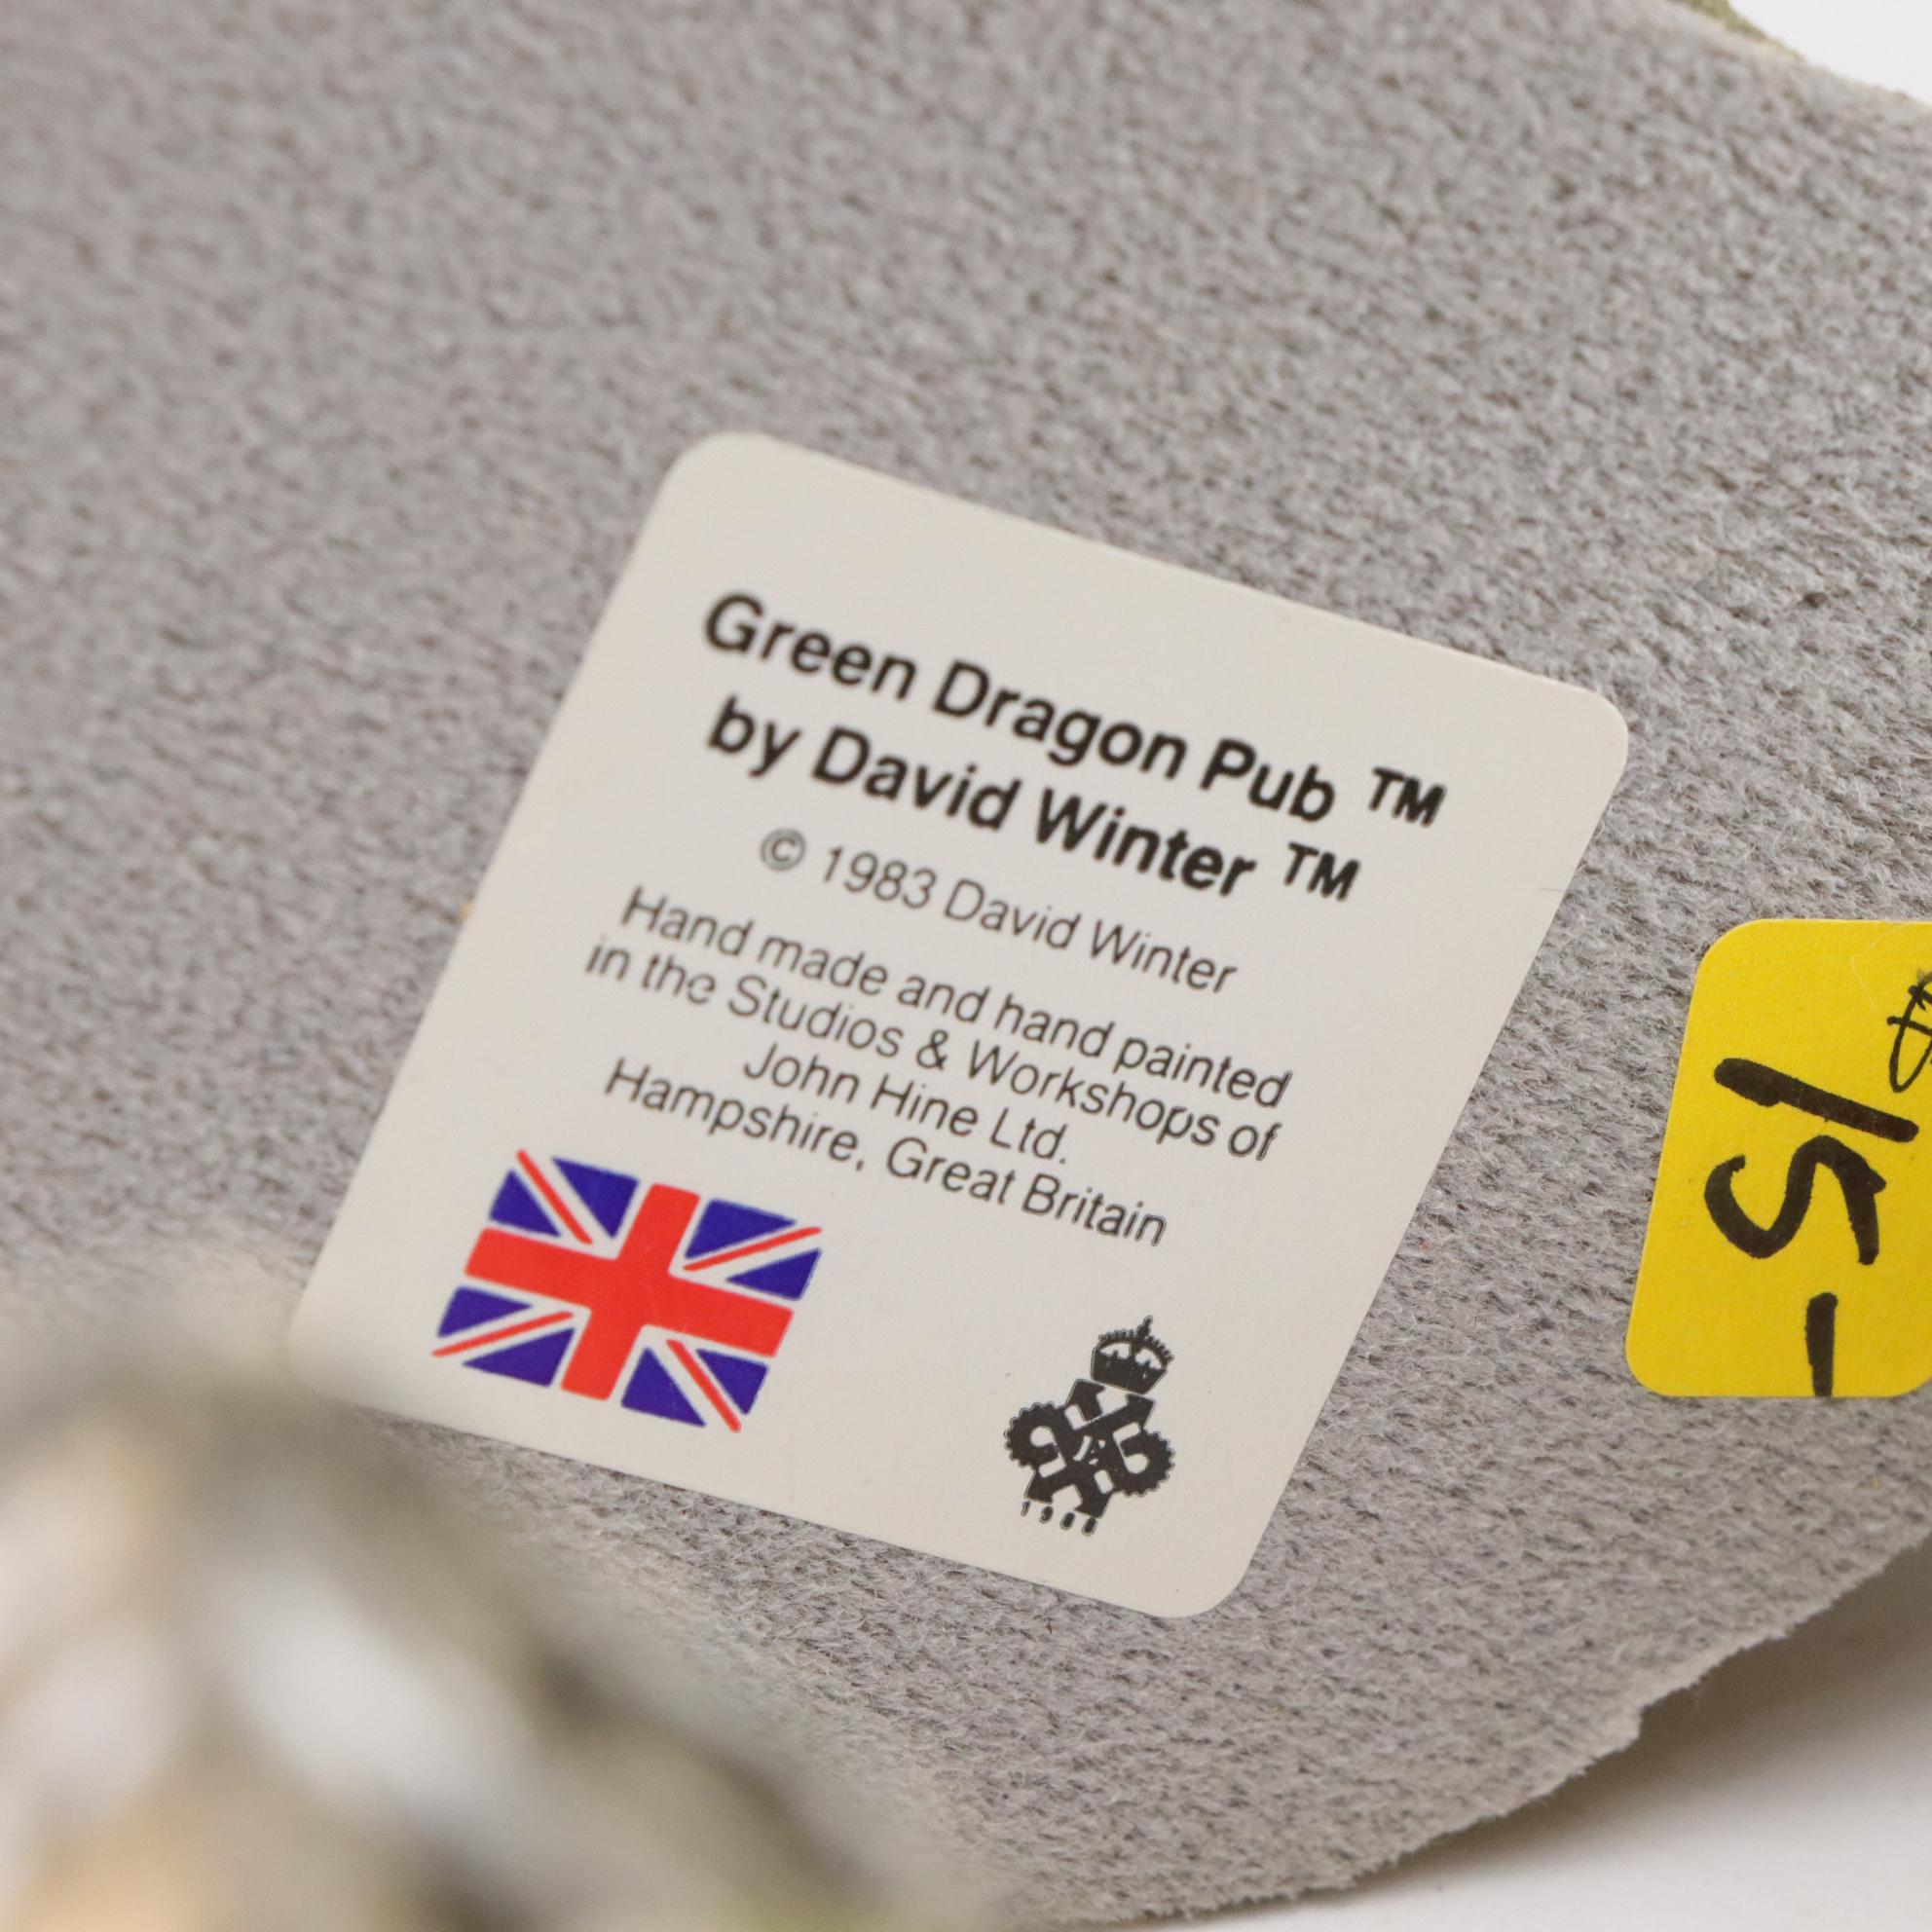 Green Dragon Pub ™
by David Winter ™
© 1983 David Winter
Hand made and hand painted
in the Studios & Workshops of
John Hine Ltd.
Hampshire, Great Britain
15-